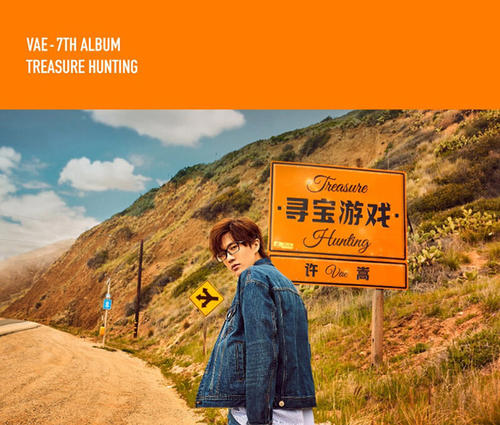 VAE - 7TH ALBUM
TREASURE HUNTING
Treasure
·寻宝游戏·
Hunting
许 Vae 嵩